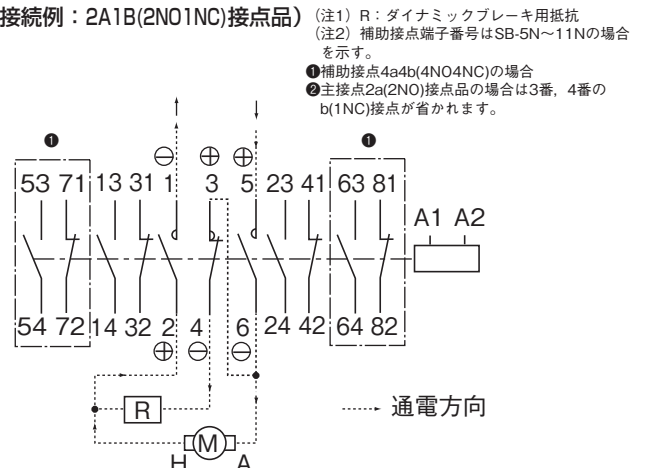 接続例：2A1B(2NO1NC)接点品)
(注1) R：ダイナミックブレーキ用抵抗
(注2) 補助接点端子番号はSB-5N～11Nの場合
を示す。
❶補助接点4a4b(4NO4NC)の場合
❷主接点2a(2NO)接点品の場合は3番，4番の
b(1NC)接点が省かれます。
❶ ❶
⊖ ⊕ ⊕
53 71 13 31 1 3 5 23 41 63 81
A1 A2
54 72 14 32 2 4 6 24 42 64 82
⊕ ⊖ ⊖
R
通電方向
M
H A